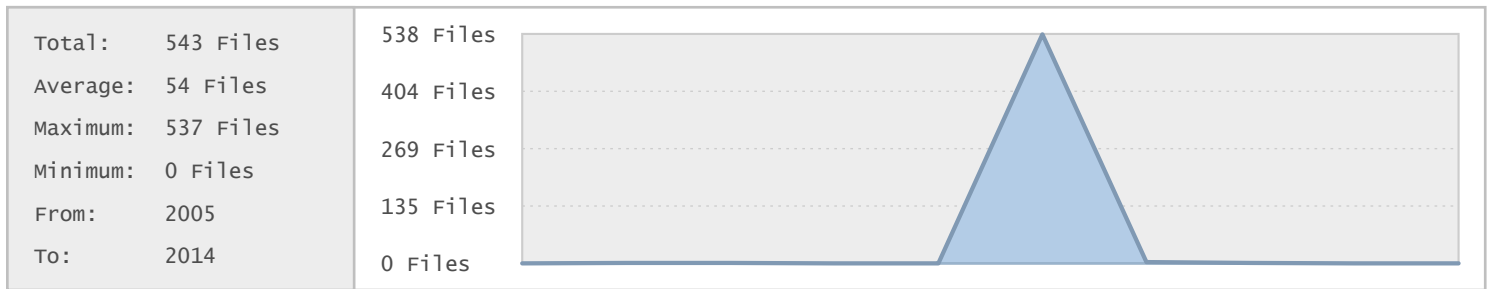 Total: 543 Files
Average: 54 Files
Maximum: 537 Files
Minimum: 0 Files
From: 2005
To: 2014
538 Files
404 Files
269 Files
135 Files
0 Files